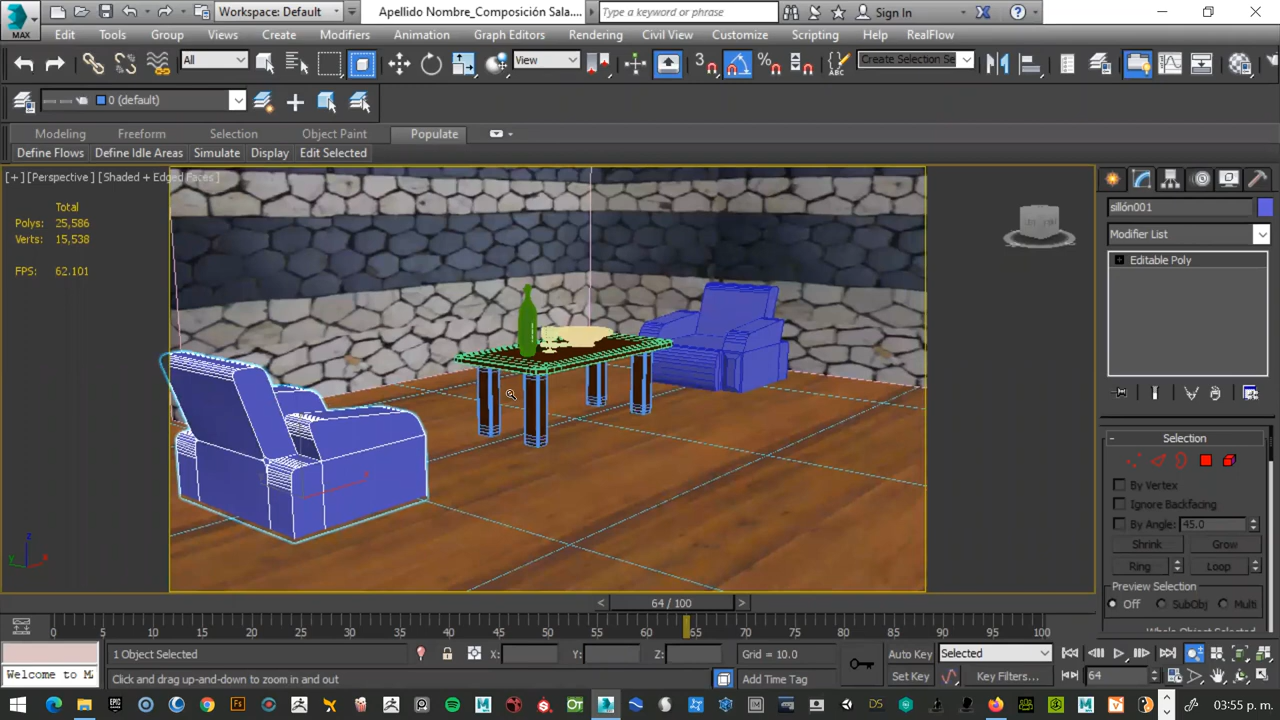 MAX
Workspace: Default
Apellido Nombre_Composición Sala....
Type a keyword or phrase
Sign In
Edit Tools Group Views Create Modifiers Animation Graph Editors Rendering Civil View Customize Scripting Help RealFlow
All
View
3
Create Selection Se
0 (default)
Modeling Freeform Selection Object Paint Populate
Define Flows Define Idle Areas Simulate Display Edit Selected
[+] [Perspective] [Shaded + Edged Faces]
Total
Polys: 25,586
Verts: 15,538
FPS: 62.101
sillón001
Modifier List
Editable Poly
Selection
By Vertex
Ignore Backfacing
By Angle: 45.0
Shrink Grow
Ring Loop
Preview Selection
Off SubObj Multi
Whole Object Selected
z
y
x
64 / 100
0 5 10 15 20 25 30 35 40 45 50 55 60 65 70 75 80 85 90 95 100
1 Object Selected
X: Y: Z:
Grid = 10.0
Auto Key
Selected
Welcome to M
Click and drag up-and-down to zoom in and out
Add Time Tag
Set Key
Key Filters...
64
03:55 p. m.